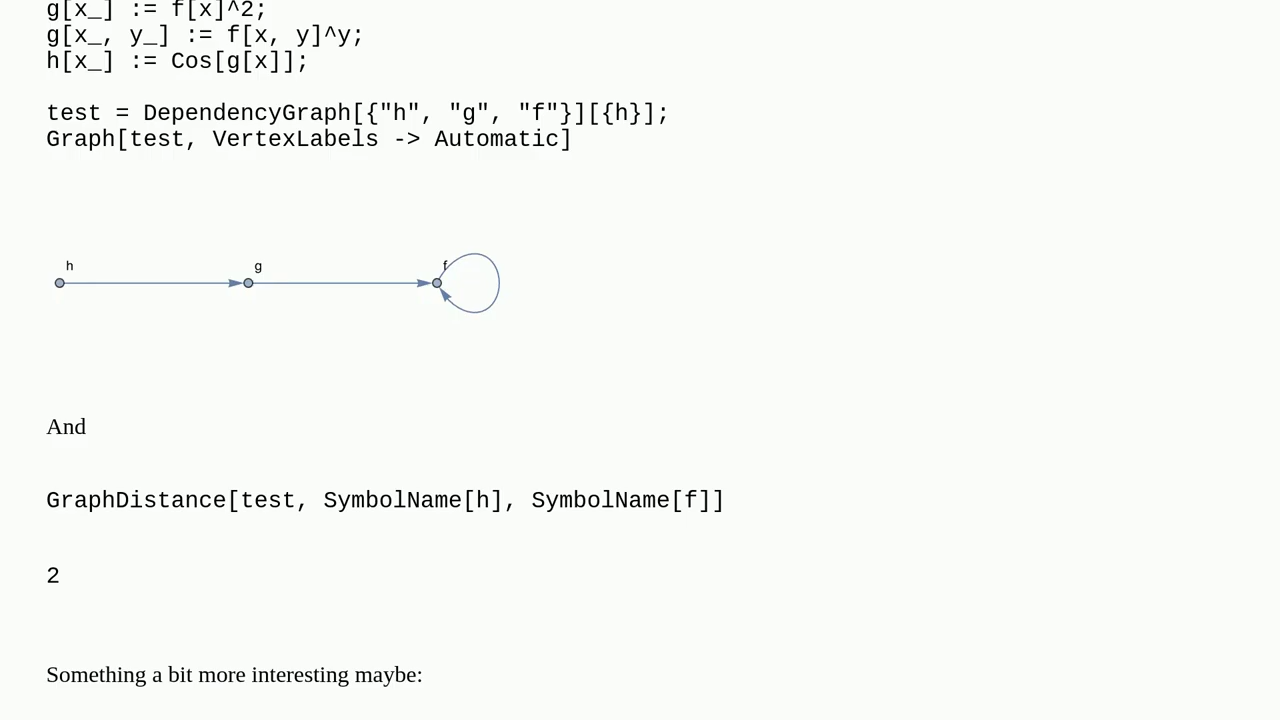 g[x_] := f[x]^2;
g[x_, y_] := f[x, y]^y;
h[x_] := Cos[g[x]];
test = DependencyGraph[{"h", "g", "f"}][{h}];
Graph[test, VertexLabels -> Automatic]
h g f
And
GraphDistance[test, SymbolName[h], SymbolName[f]]
2
Something a bit more interesting maybe: